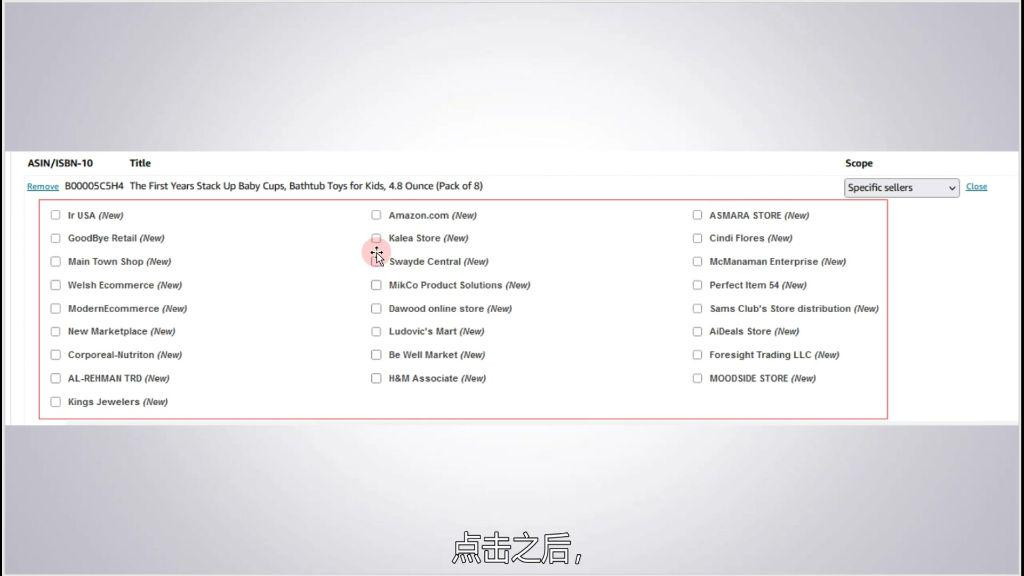 ASIN/ISBN-10 Title Scope
Remove B00005C5H4 The First Years Stack Up Baby Cups, Bathtub Toys for Kids, 4.8 Ounce (Pack of 8) Specific sellers Close
Ir USA (New) Amazon.com (New) ASMARA STORE (New)
GoodBye Retail (New) Kalea Store (New) Cindi Flores (New)
Main Town Shop (New) Swayde Central (New) McManaman Enterprise (New)
Welsh Ecommerce (New) MikCo Product Solutions (New) Perfect Item 54 (New)
ModernEcommerce (New) Dawood online store (New) Sams Club's Store distribution (New)
New Marketplace (New) Ludovic's Mart (New) AiDeals Store (New)
Corporeal-Nutriton (New) Be Well Market (New) Foresight Trading LLC (New)
AL-REHMAN TRD (New) H&M Associate (New) MOODSIDE STORE (New)
Kings Jewelers (New)
点击之后,